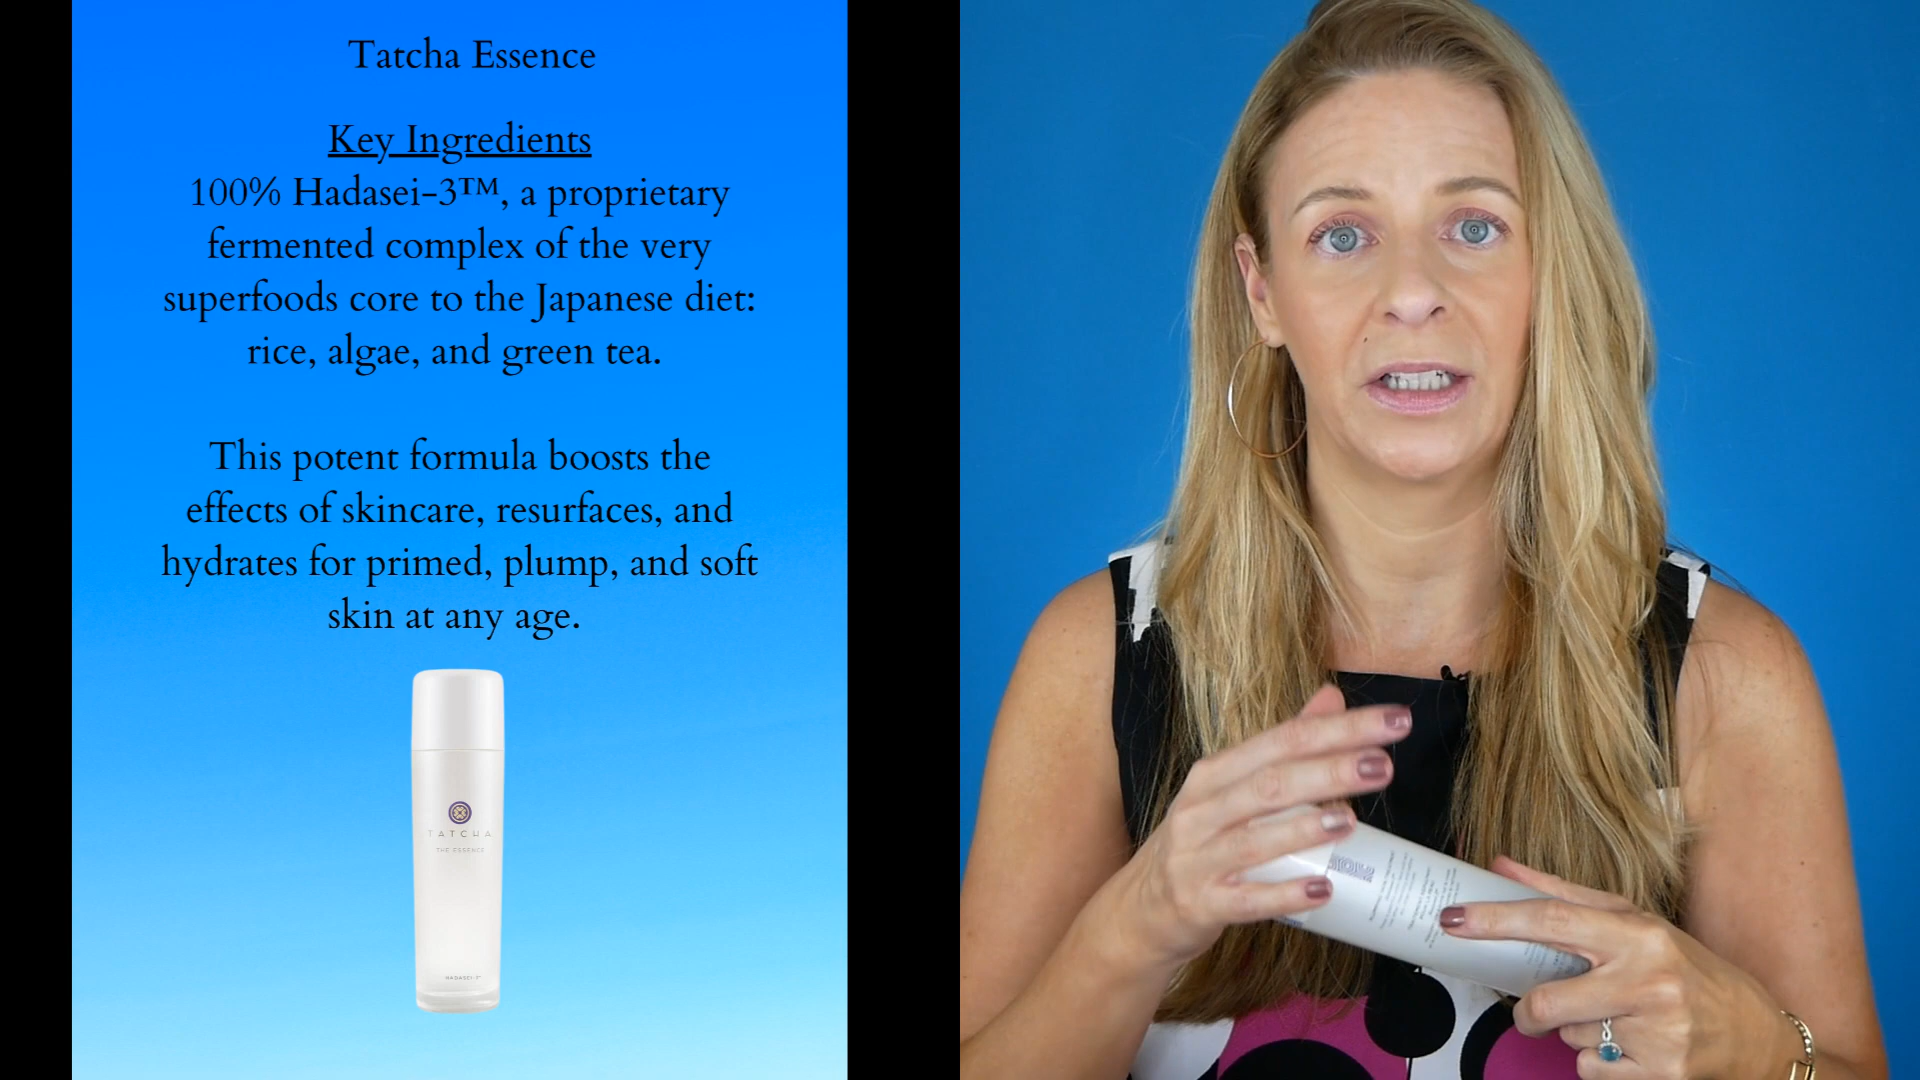 Tatcha Essence
Key Ingredients
100% Hadasei-3™, a proprietary
fermented complex of the very
superfoods core to the Japanese diet:
rice, algae, and green tea.
This potent formula boosts the
effects of skincare, resurfaces, and
hydrates for primed, plump, and soft
skin at any age.
TATCHA
THE ESSENCE
HADASEI-3™